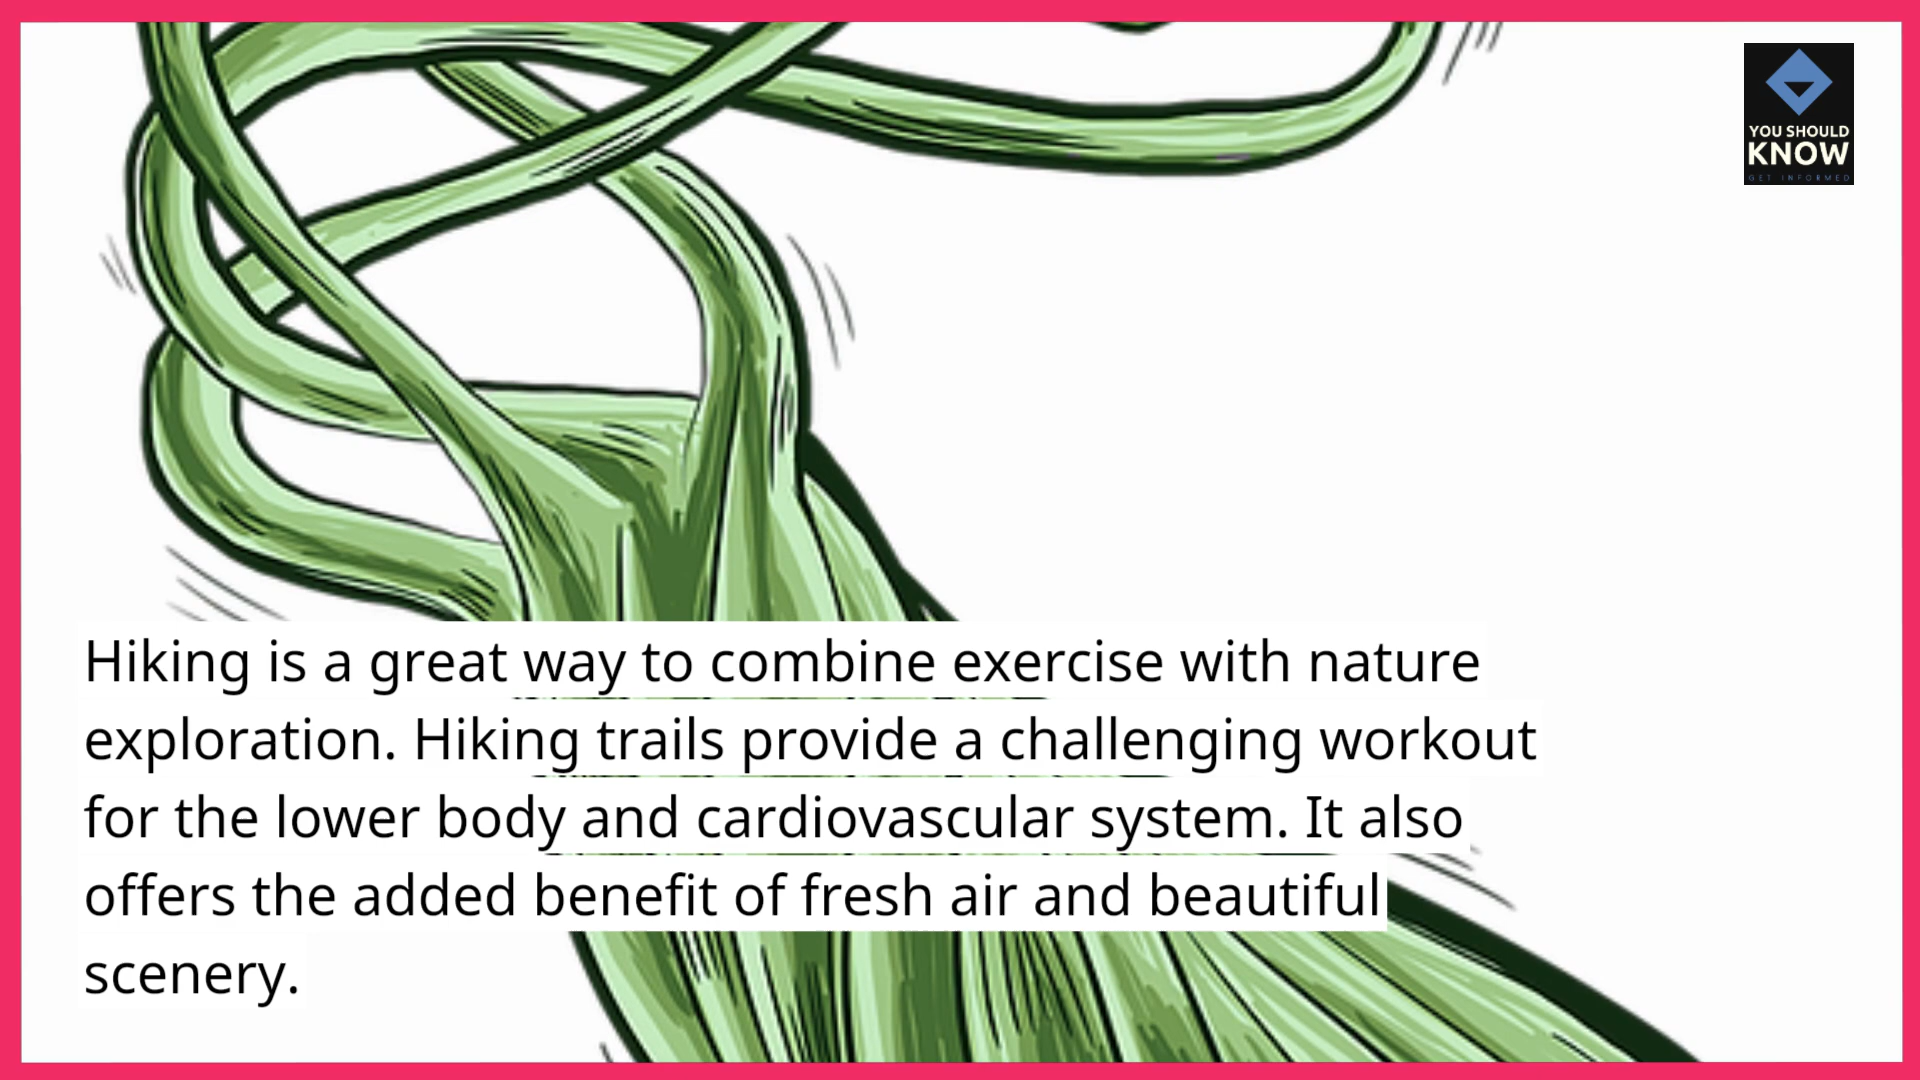 YOU SHOULD
KNOW
GET INFORMED
Hiking is a great way to combine exercise with nature
exploration. Hiking trails provide a challenging workout
for the lower body and cardiovascular system. It also
offers the added benefit of fresh air and beautiful
scenery.